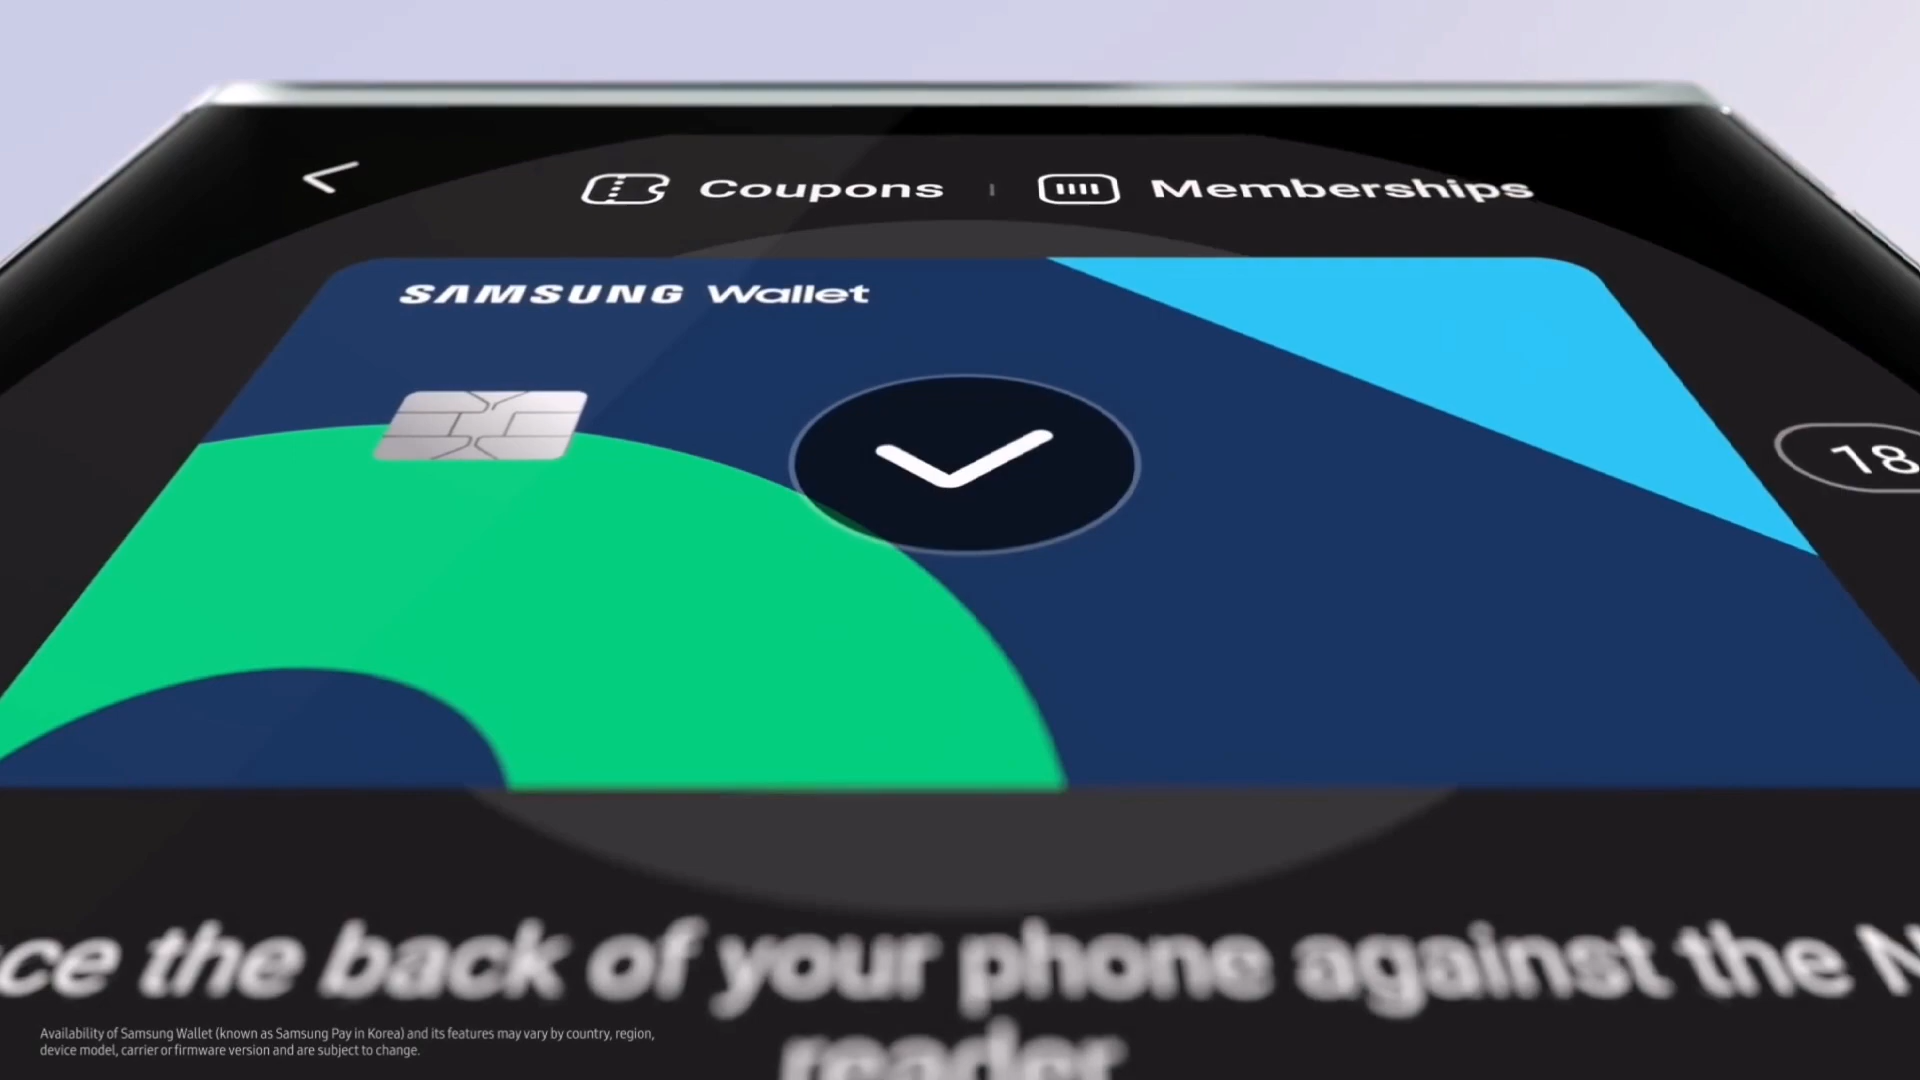 Coupons | Memberships
SAMSUNG Wallet
18
the back of your phone against the
reader
Availability of Samsung Wallet (known as Samsung Pay in Korea) and its features may vary by country, region,
device model, carrier or firmware version and are subject to change.